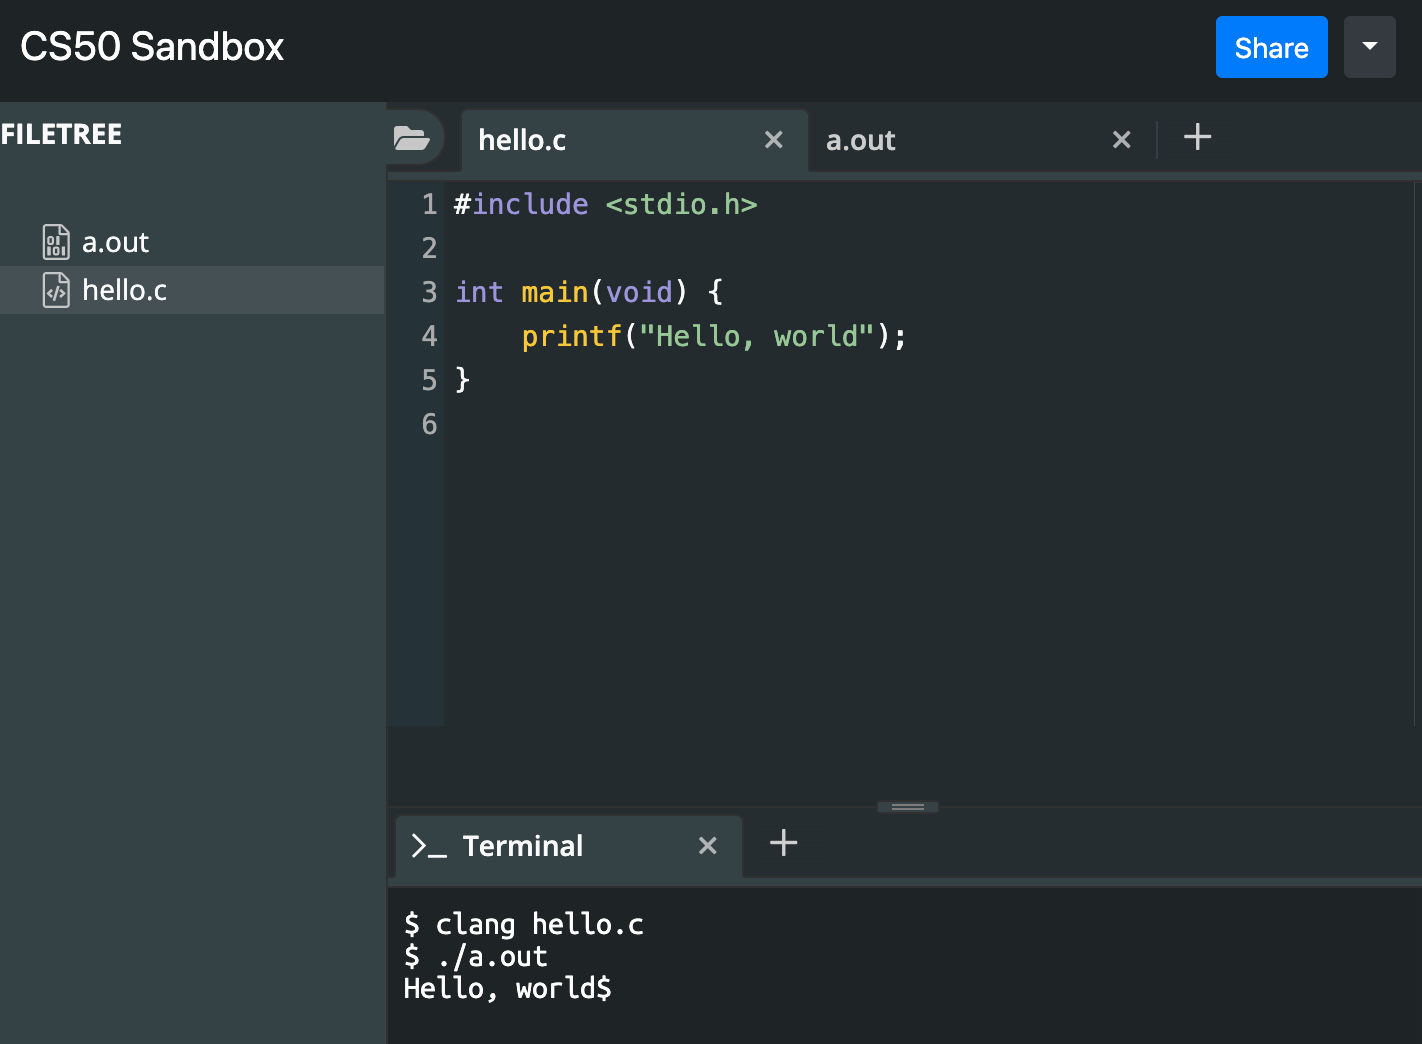 CS50 Sandbox
Share
FILETREE
a.out
hello.c
hello.c
a.out
1 #include <stdio.h>
2
3 int main(void) {
4     printf("Hello, world");
5 }
6
Terminal
$ clang hello.c
$ ./a.out
Hello, world$